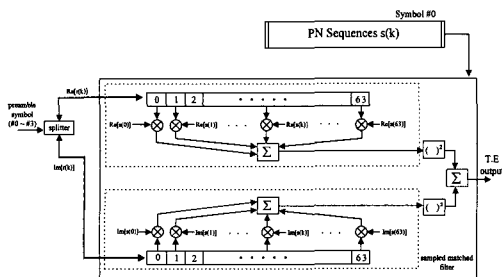 Symbol #0
PN Sequences s(k)
Re[r(k)]
preamble
symbol
(#0 ~ #3)
splitter
Im[r(k)]
0 1 2 . . . . . 63
Re[s(0)] Re[s(1)] . . . Re[s(k)] . . . Re[s(63)]
Σ
( )²
T.E
output
Σ
( )²
Σ
Im[s(0)] Im[s(1)] . . . Im[s(k)] . . . Im[s(63)]
0 1 2 . . . . . 63
sampled matched
filter